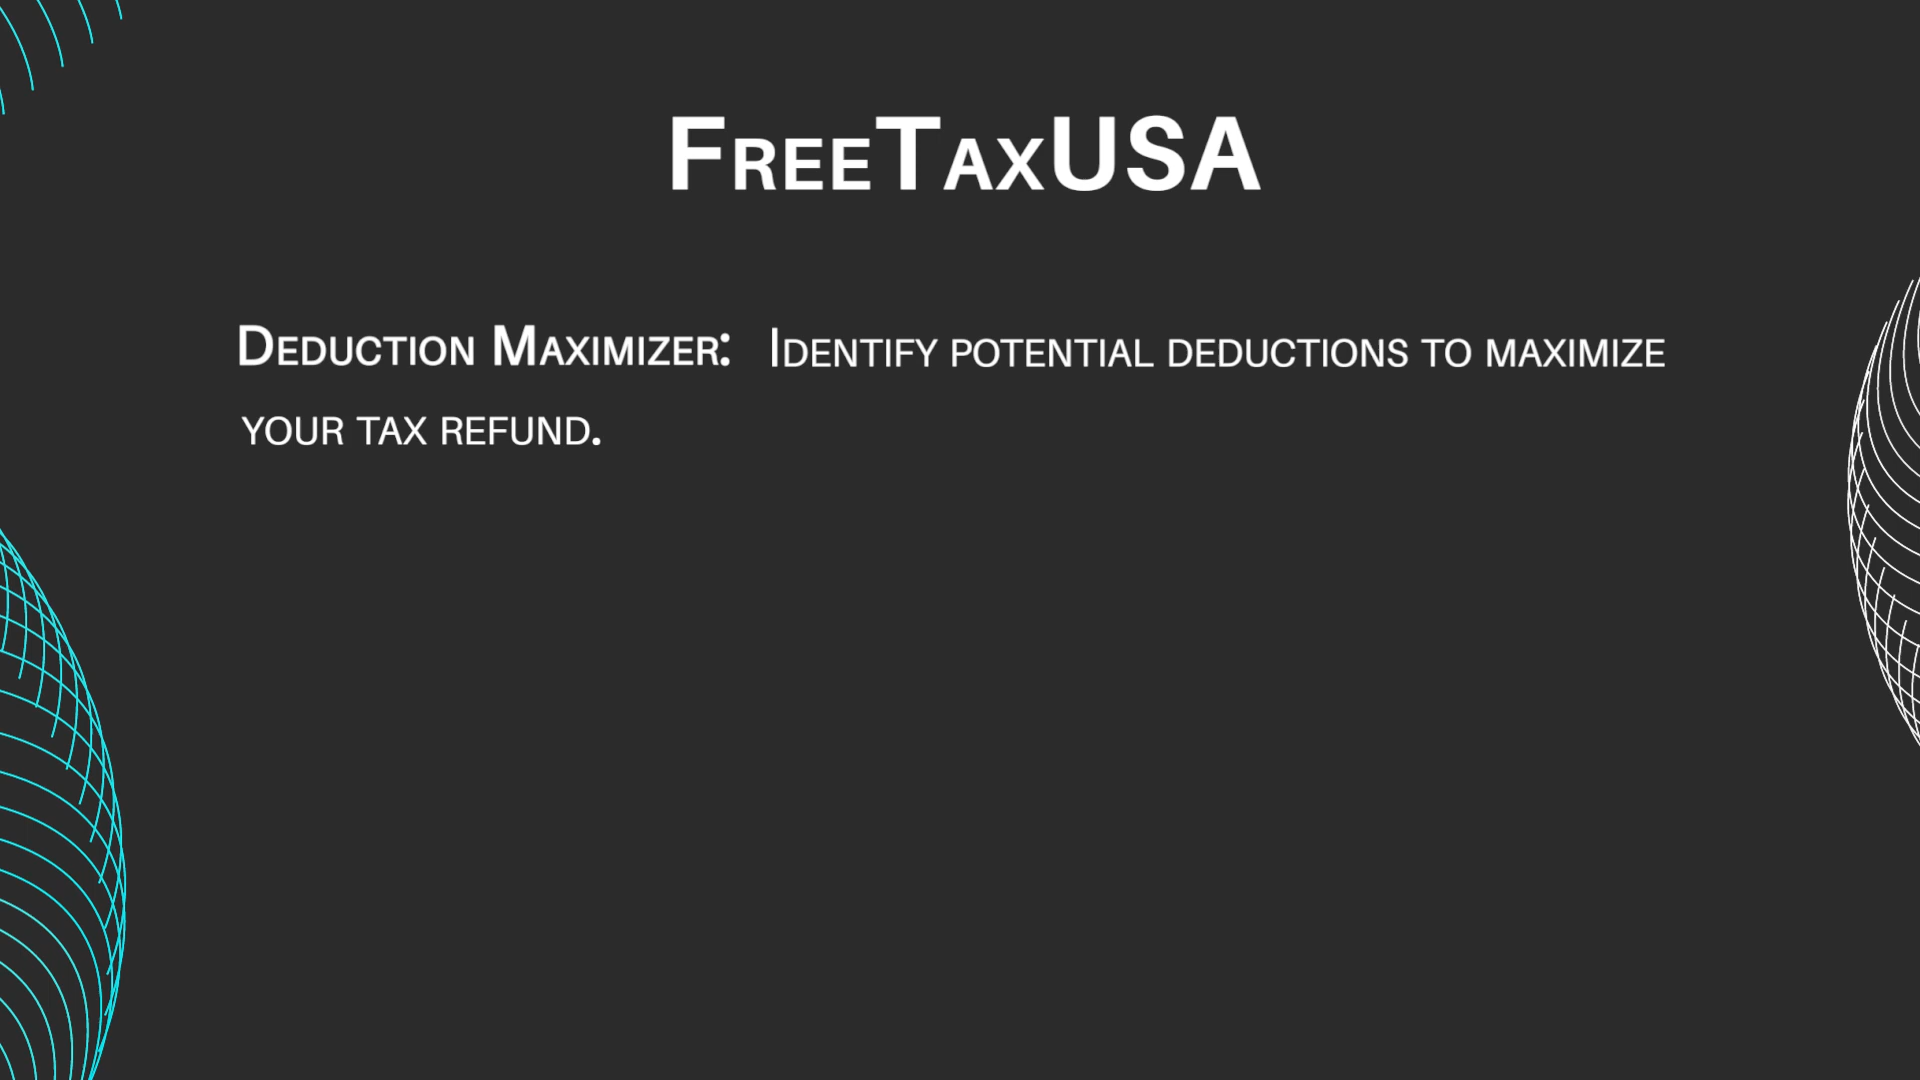 FreeTaxUSA
Deduction Maximizer: Identify potential deductions to maximize
your tax refund.